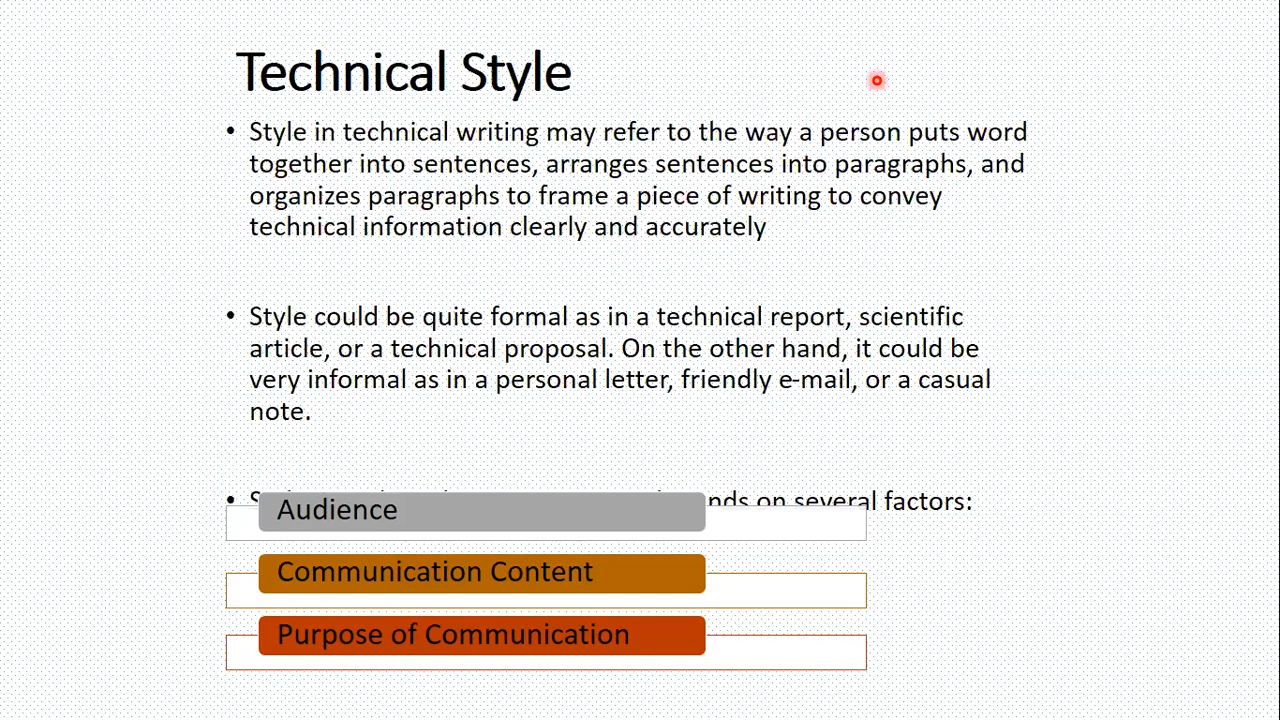 Technical Style
• Style in technical writing may refer to the way a person puts word
together into sentences, arranges sentences into paragraphs, and
organizes paragraphs to frame a piece of writing to convey
technical information clearly and accurately
• Style could be quite formal as in a technical report, scientific
article, or a technical proposal. On the other hand, it could be
very informal as in a personal letter, friendly e-mail, or a casual
note.
• on several factors:
Audience
Communication Content
Purpose of Communication